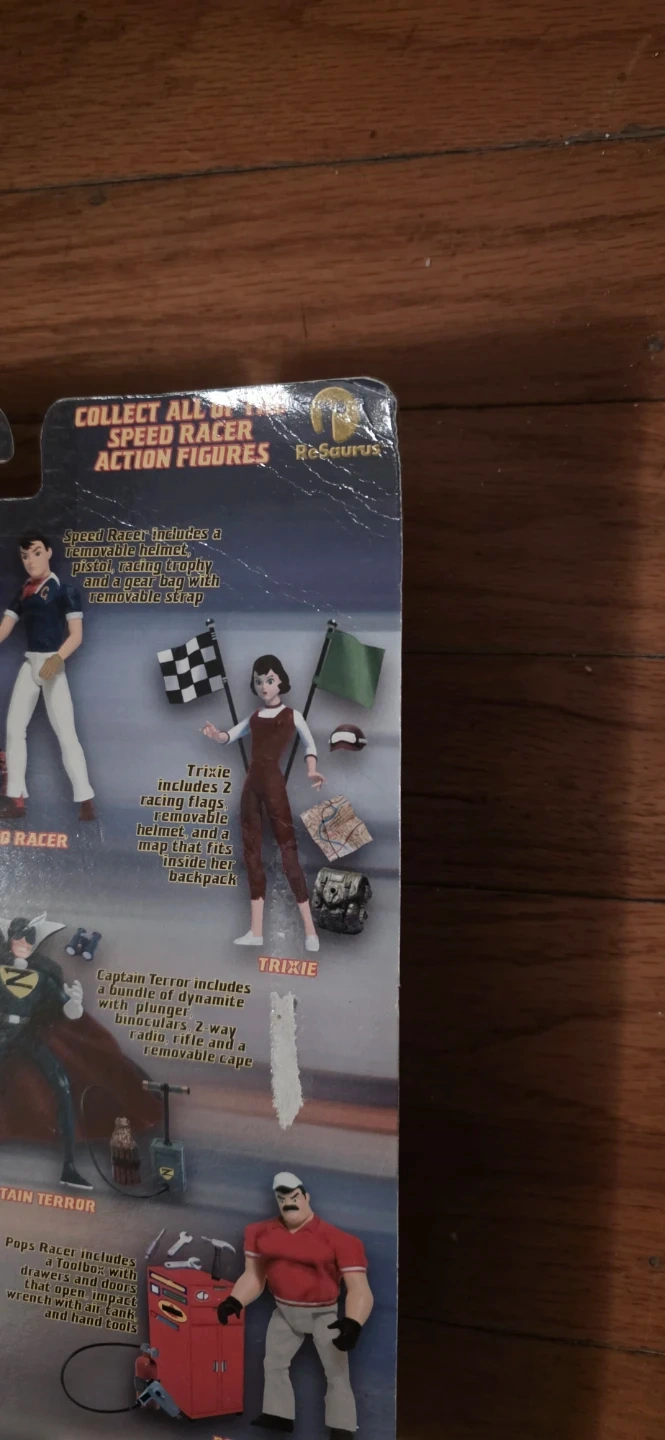 COLLECT ALL OF
SPEED RACER
ACTION FIGURES
ReSaurus
Speed Racer includes a
removable helmet,
pistol, racing trophy
and a gear bag with
removable strap
RACER
Trixie
includes 2
racing flags,
removable
helmet, and a
map that fits
inside her
backpack
TRIXIE
Captain Terror includes
a bundle of dynamite
with plunger,
binoculars, 2-way
radio, rifle and a
removable cape
Z
Z
TAIN TERROR
Pops Racer includes
a Toolbox with
drawers and doors
that open, impact
wrench with air tank,
and hand tools